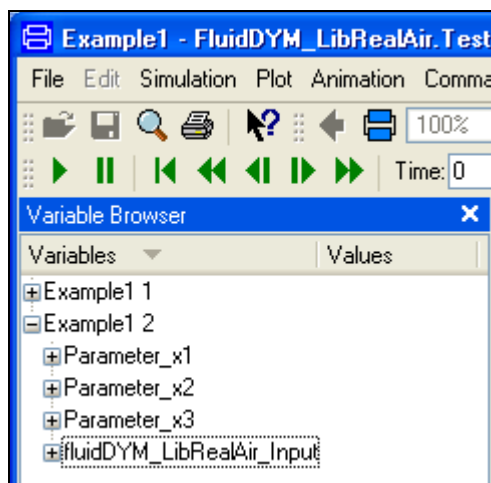 Example1 - FluidDYM_LibRealAir.Test
File Edit Simulation Plot Animation Comma
100%
Time: 0
Variable Browser
Variables Values
Example1 1
Example1 2
Parameter_x1
Parameter_x2
Parameter_x3
fluidDYM_LibRealAir_Input